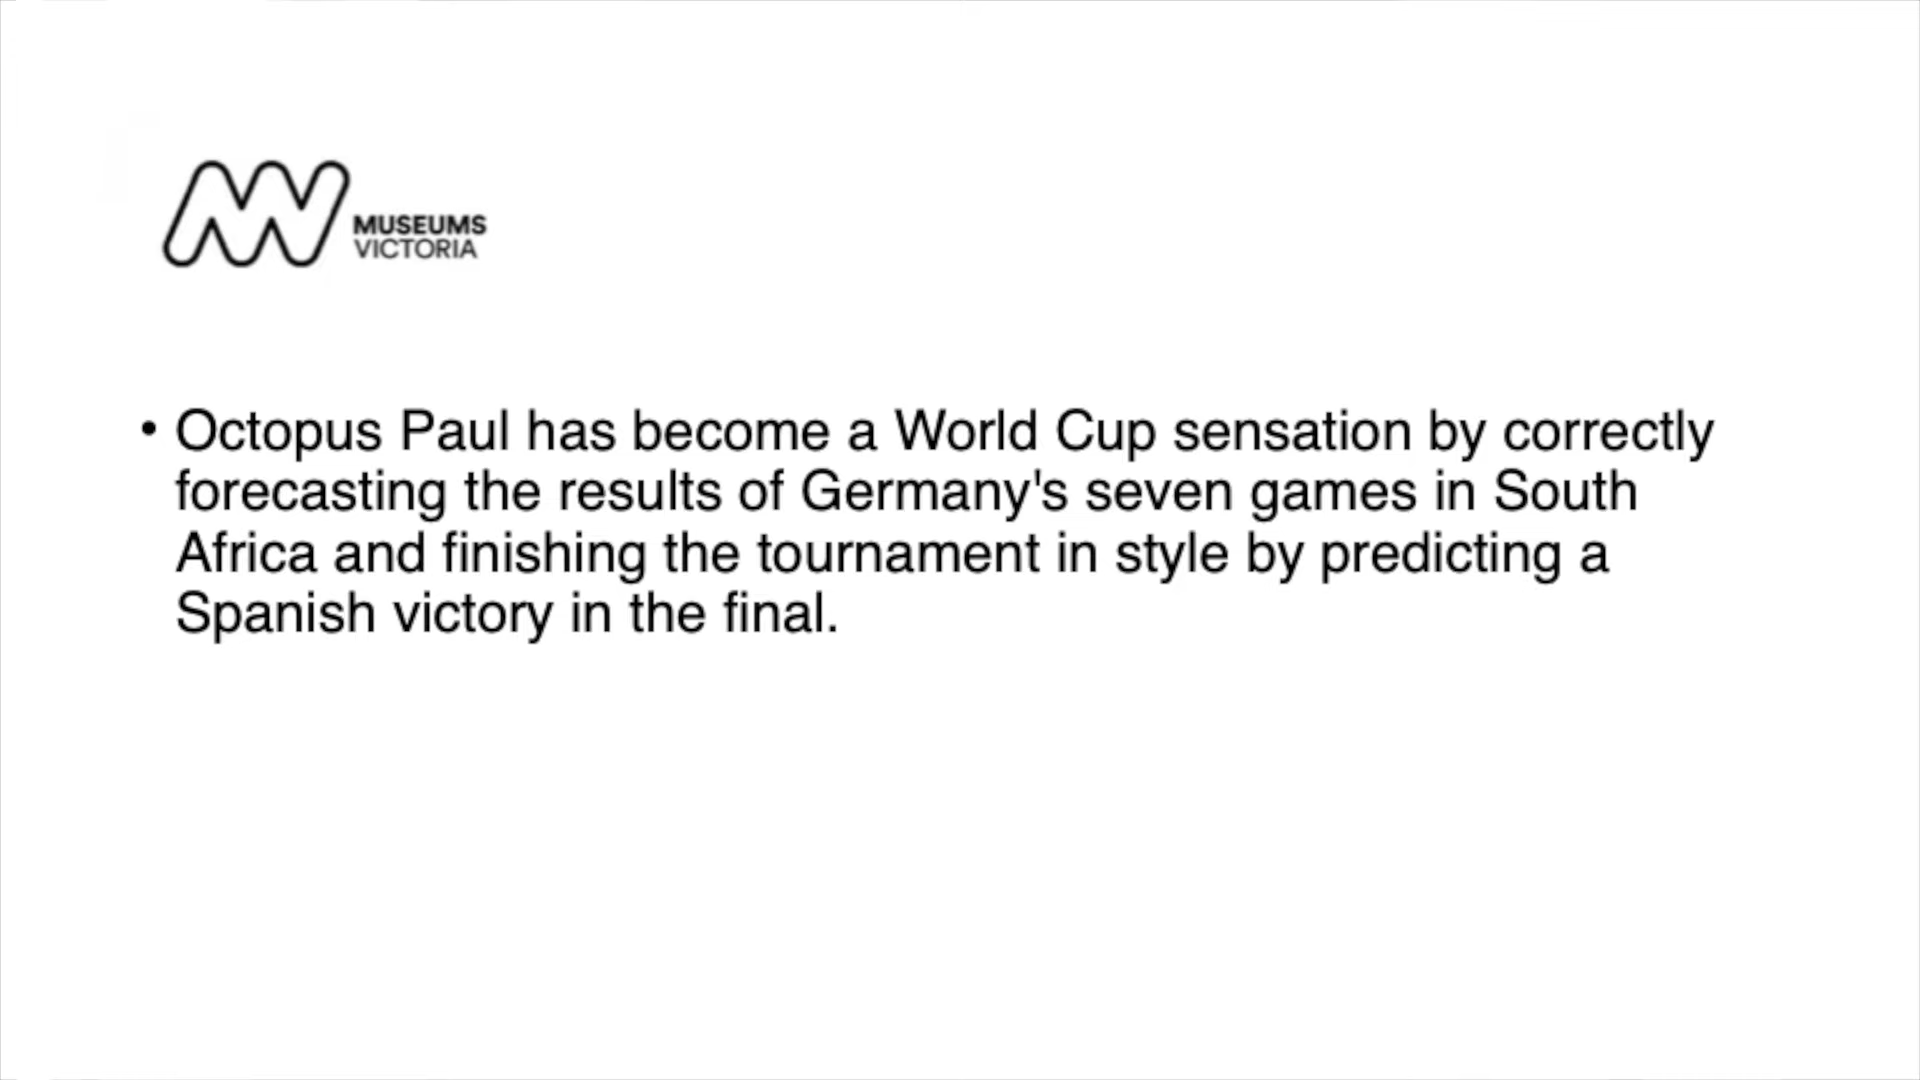 MUSEUMS
VICTORIA
• Octopus Paul has become a World Cup sensation by correctly
forecasting the results of Germany's seven games in South
Africa and finishing the tournament in style by predicting a
Spanish victory in the final.